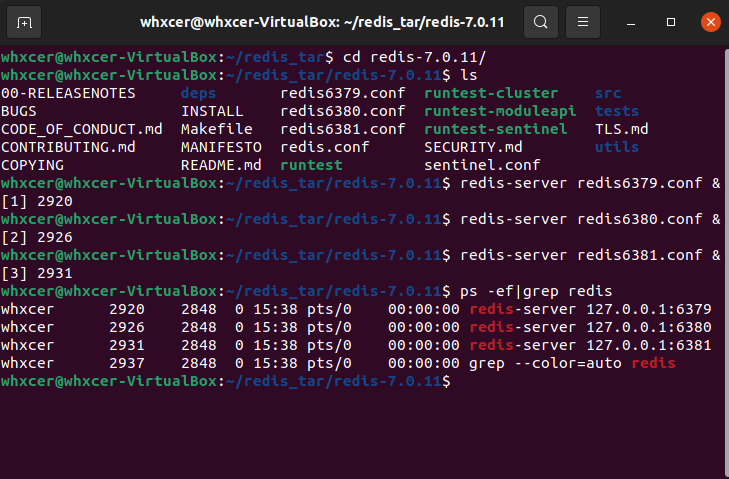 whxcer@whxcer-VirtualBox: ~/redis_tar/redis-7.0.11
whxcer@whxcer-VirtualBox:~/redis_tar$ cd redis-7.0.11/
whxcer@whxcer-VirtualBox:~/redis_tar/redis-7.0.11$ ls
00-RELEASENOTES     deps       redis6379.conf  runtest-cluster    src
BUGS                INSTALL    redis6380.conf  runtest-moduleapi  tests
CODE_OF_CONDUCT.md  Makefile   redis6381.conf  runtest-sentinel   TLS.md
CONTRIBUTING.md     MANIFESTO  redis.conf      SECURITY.md        utils
COPYING             README.md  runtest         sentinel.conf
whxcer@whxcer-VirtualBox:~/redis_tar/redis-7.0.11$ redis-server redis6379.conf &
[1] 2920
whxcer@whxcer-VirtualBox:~/redis_tar/redis-7.0.11$ redis-server redis6380.conf &
[2] 2926
whxcer@whxcer-VirtualBox:~/redis_tar/redis-7.0.11$ redis-server redis6381.conf &
[3] 2931
whxcer@whxcer-VirtualBox:~/redis_tar/redis-7.0.11$ ps -ef|grep redis
whxcer      2920    2848  0 15:38 pts/0    00:00:00 redis-server 127.0.0.1:6379
whxcer      2926    2848  0 15:38 pts/0    00:00:00 redis-server 127.0.0.1:6380
whxcer      2931    2848  0 15:38 pts/0    00:00:00 redis-server 127.0.0.1:6381
whxcer      2937    2848  0 15:38 pts/0    00:00:00 grep --color=auto redis
whxcer@whxcer-VirtualBox:~/redis_tar/redis-7.0.11$